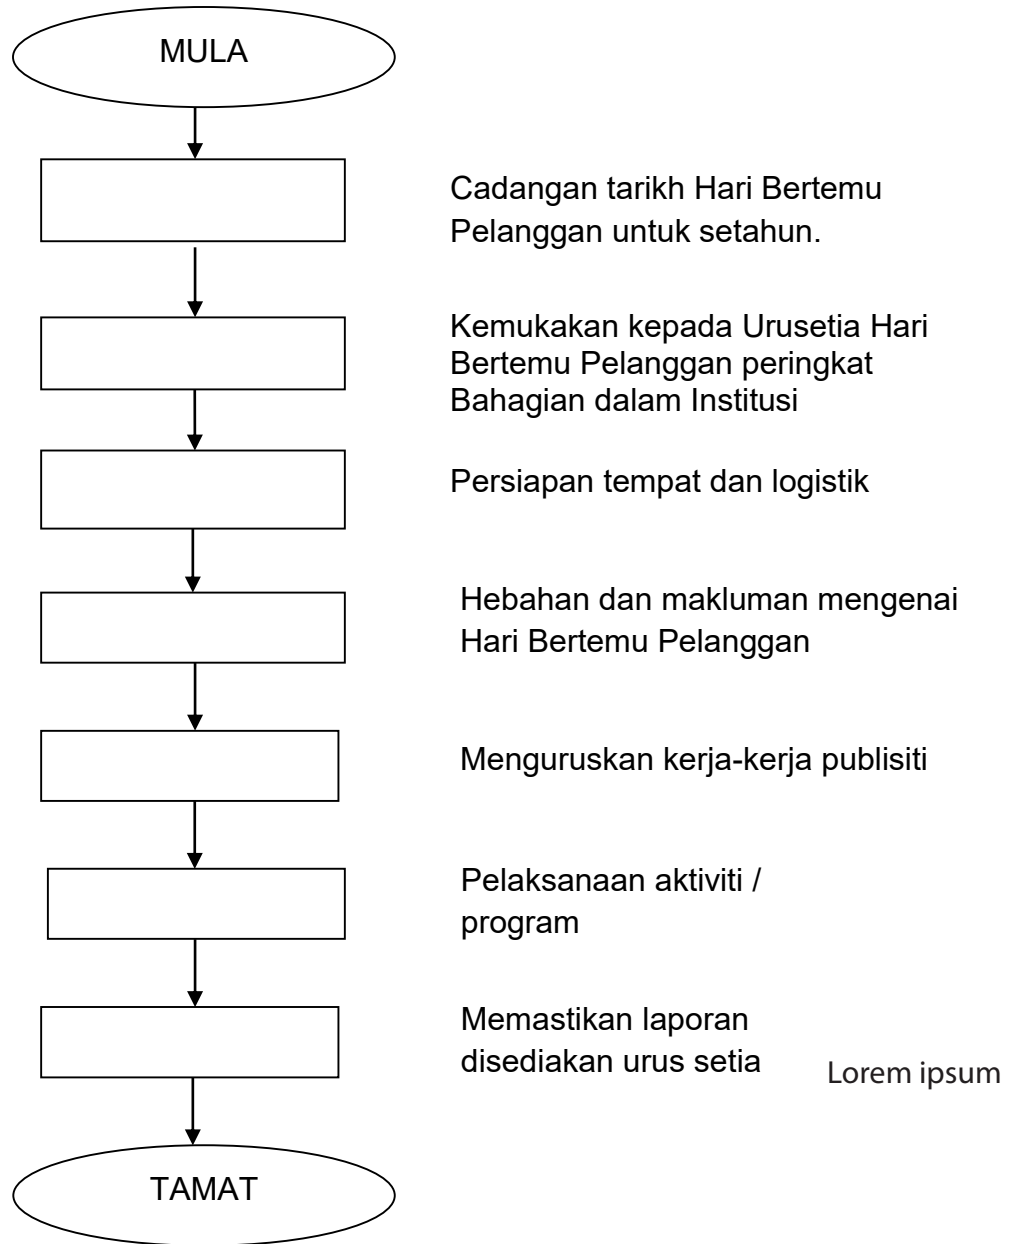 MULA
Cadangan tarikh Hari Bertemu
Pelanggan untuk setahun.
Kemukakan kepada Urusetia Hari
Bertemu Pelanggan peringkat
Bahagian dalam Institusi
Persiapan tempat dan logistik
Hebahan dan makluman mengenai
Hari Bertemu Pelanggan
Menguruskan kerja-kerja publisiti
Pelaksanaan aktiviti /
program
Memastikan laporan
disediakan urus setia
Lorem ipsum
TAMAT